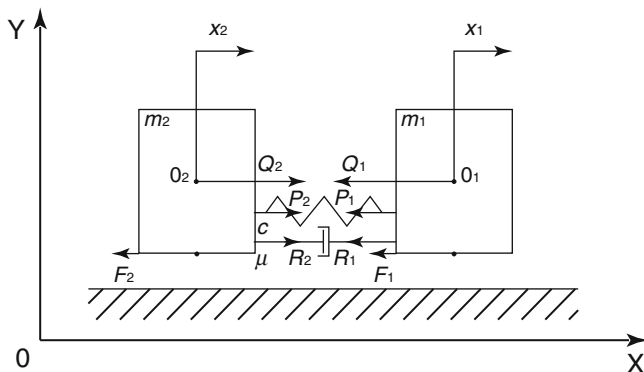 Y
x₂ x₁
m₂ m₁
0₂ Q₂ Q₁ 0₁
P₂ P₁
c
F₂ μ R₂ R₁ F₁
0 X